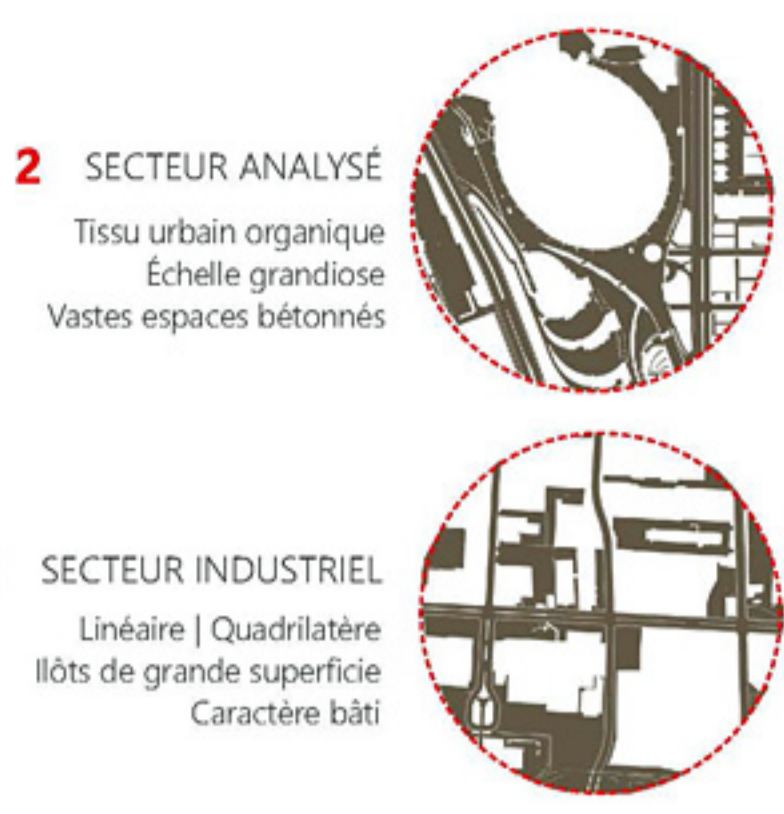 2 SECTEUR ANALYSÉ
Tissu urbain organique
Échelle grandiose
Vastes espaces bétonnés
SECTEUR INDUSTRIEL
Linéaire | Quadrilatère
Ilôts de grande superficie
Caractère bâti